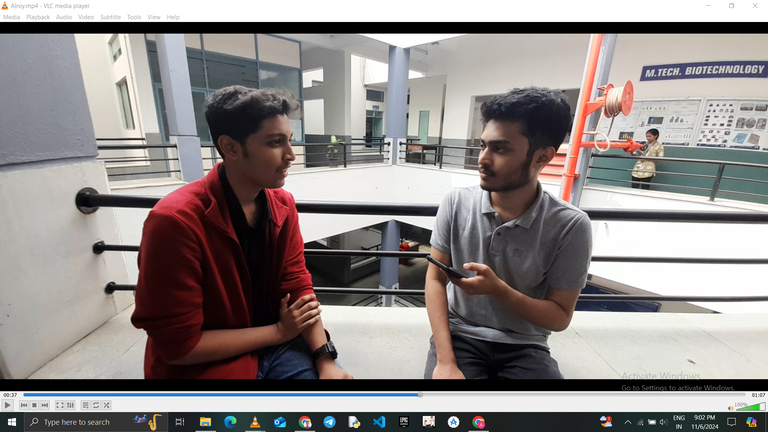 Alroy.mp4 - VLC media player
Media Playback Audio Video Subtitle Tools View Help
M.TECH. BIOTECHNOLOGY
Activate Windows
Go to Settings to activate Windows.
00:37
01:07
100%
Type here to search
ENG
IN
9:02 PM
11/6/2024